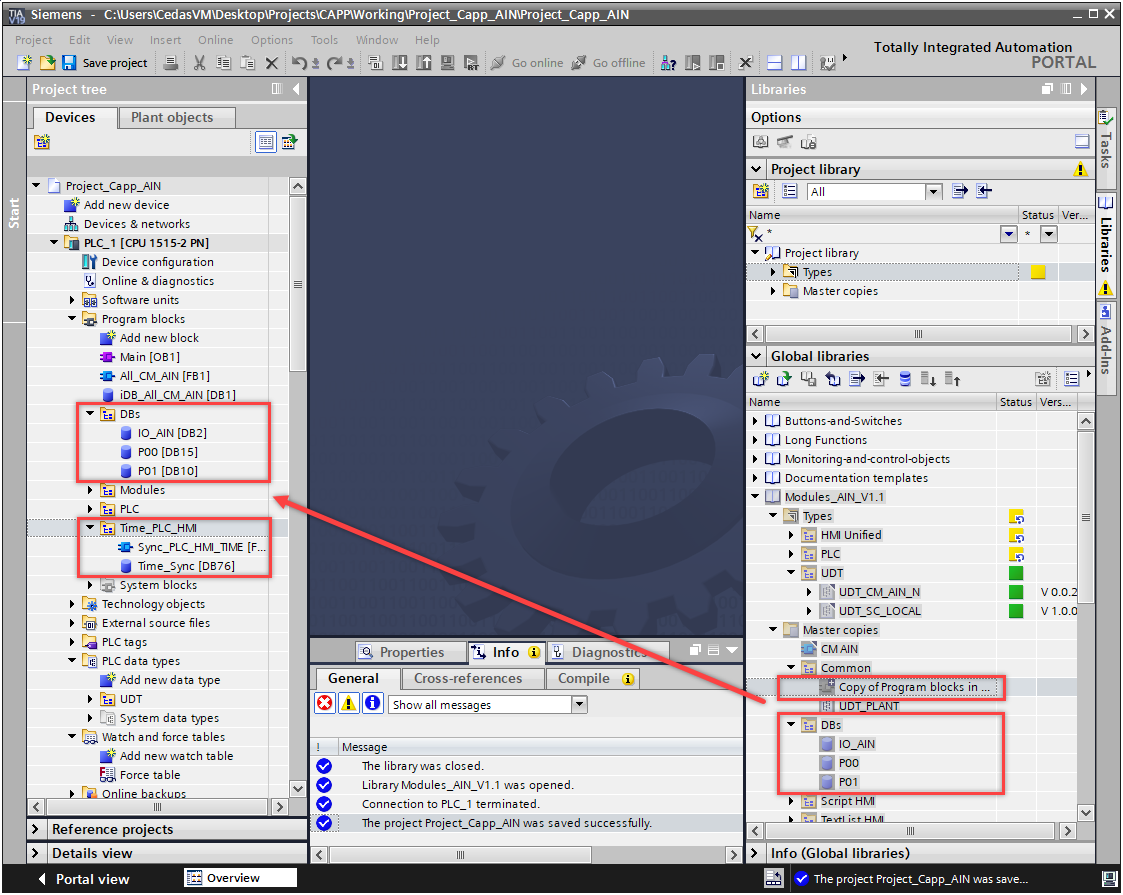 Siemens - C:\Users\CedasVM\Desktop\Projects\CAPP\Working\Project_Capp_AIN\Project_Capp_AIN
Project Edit View Insert Online Options Tools Window Help
Save project Go online Go offline
Totally Integrated Automation
PORTAL
Start
Project tree
Devices Plant objects
Project_Capp_AIN
Add new device
Devices & networks
PLC_1 [CPU 1515-2 PN]
Device configuration
Online & diagnostics
Software units
Program blocks
Add new block
Main [OB1]
All_CM_AIN [FB1]
iDB_All_CM_AIN [DB1]
DBs
IO_AIN [DB2]
P00 [DB15]
P01 [DB10]
Modules
PLC
Time_PLC_HMI
Sync_PLC_HMI_TIME [F...
Time_Sync [DB76]
System blocks
Technology objects
External source files
PLC tags
PLC data types
Add new data type
UDT
System data types
Watch and force tables
Add new watch table
Force table
Online backups
Reference projects
Details view
Properties Info Diagnostics
General Cross-references Compile
Show all messages
! Message
The library was closed.
Library Modules_AIN_V1.1 was opened.
Connection to PLC_1 terminated.
The project Project_Capp_AIN was saved successfully.
Libraries
Options
Project library
All
Name Status Ver...
* *
Project library
Types
Master copies
Global libraries
Name Status Vers...
Buttons-and-Switches
Long Functions
Monitoring-and-control-objects
Documentation templates
Modules_AIN_V1.1
Types
HMI Unified
PLC
UDT
UDT_CM_AIN_N V 0.0.2
UDT_SC_LOCAL V 1.0.0
Master copies
CM AIN
Common
Copy of Program blocks in ...
UDT_PLANT
DBs
IO_AIN
P00
P01
Script HMI
TextList HMI
Info (Global libraries)
Tasks
Libraries
Add-Ins
Portal view Overview The project Project_Capp_AIN was save...